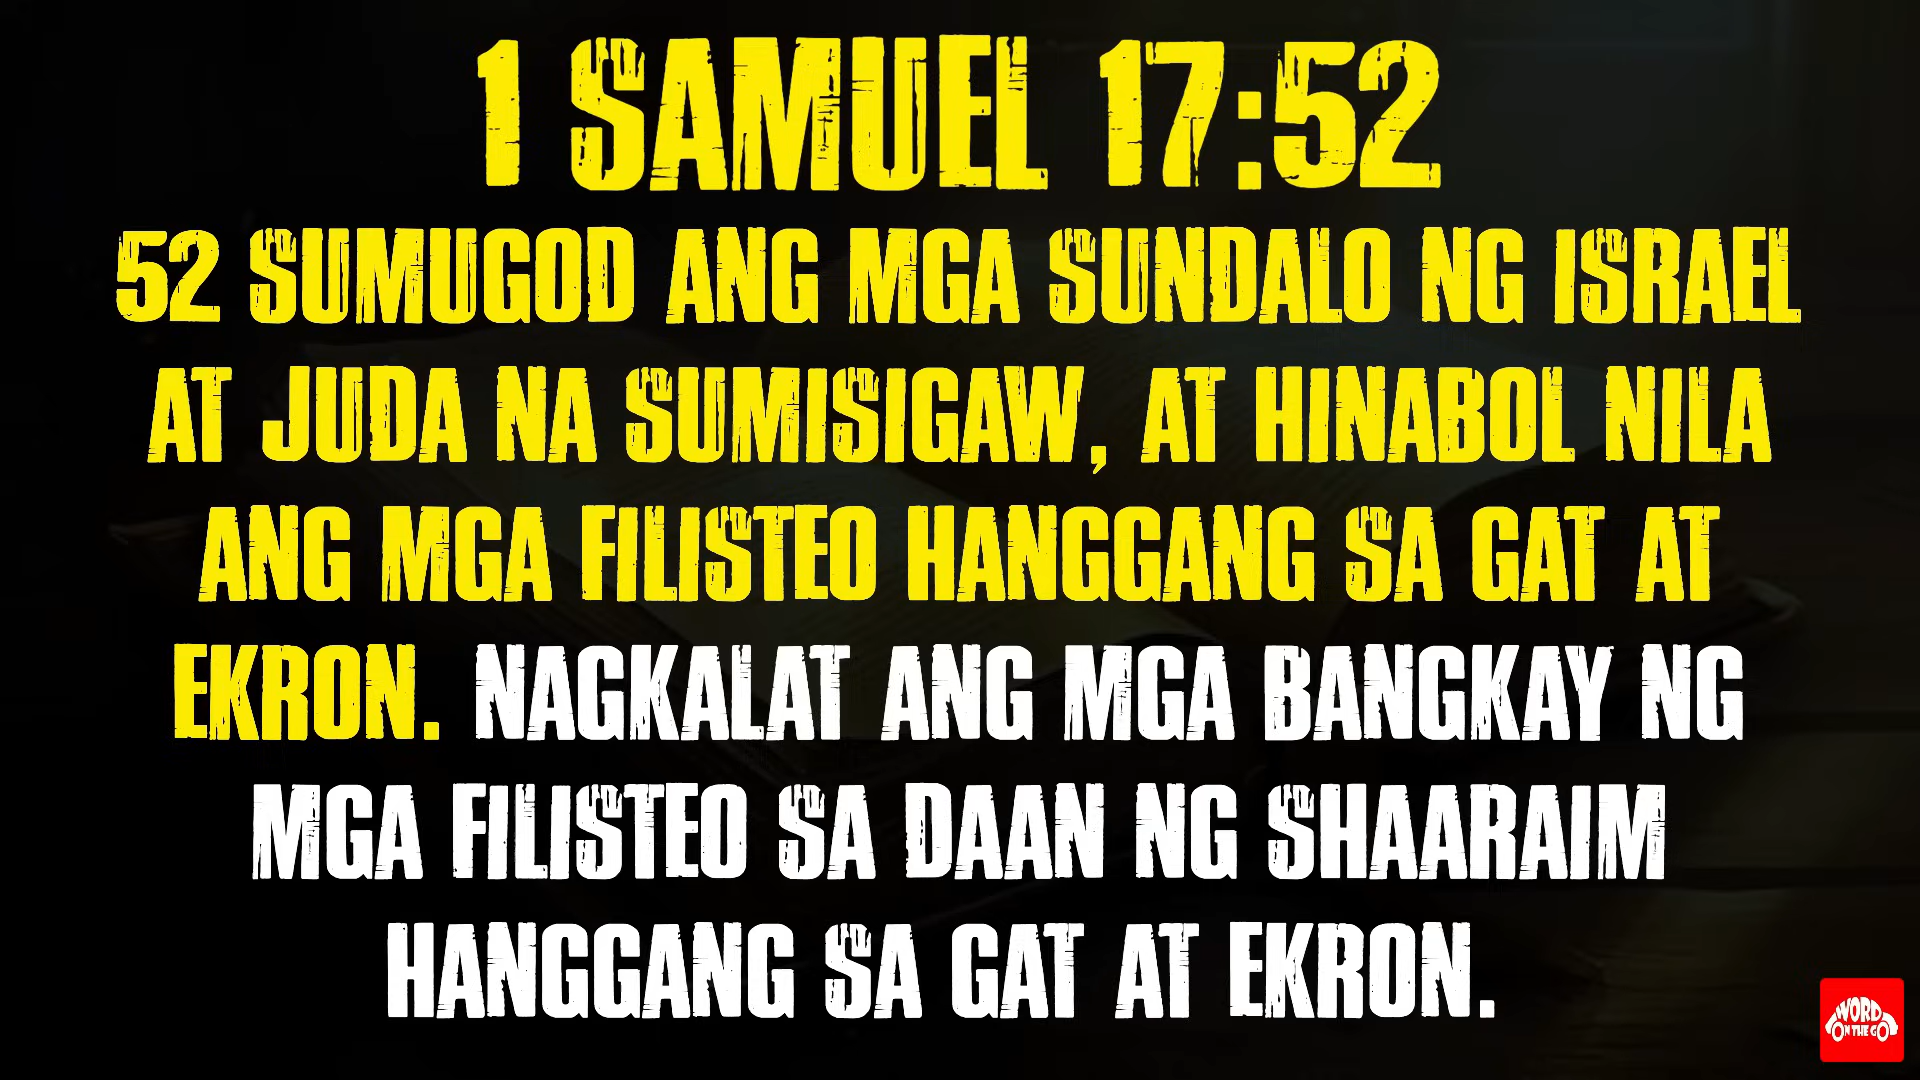 1 SAMUEL 17:52
52 SUMUGOD ANG MGA SUNDALO NG ISRAEL
AT JUDA NA SUMISIGAW, AT HINABOL NILA
ANG MGA FILISTEO HANGGANG SA GAT AT
EKRON. NAGKALAT ANG MGA BANGKAY NG
MGA FILISTEO SA DAAN NG SHAARAIM
HANGGANG SA GAT AT EKRON.
WORD
ON THE GO